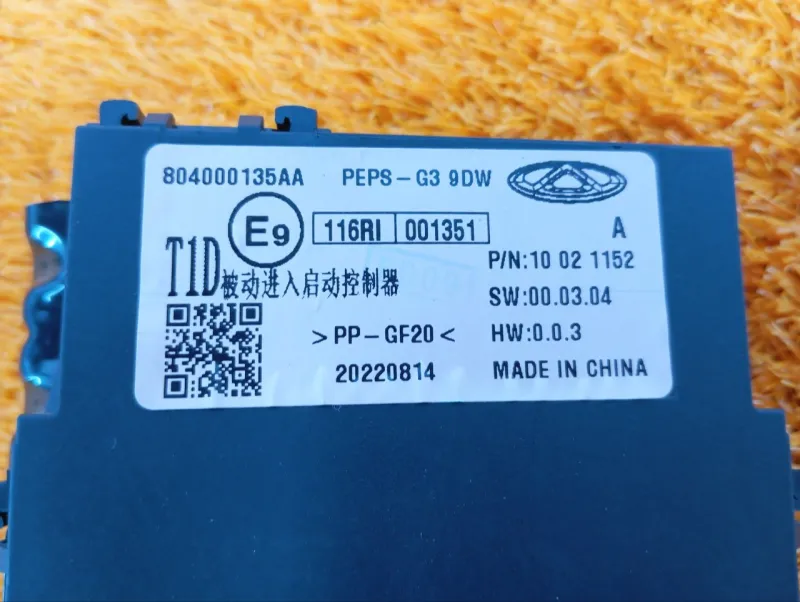 804000135AA PEPS-G3 9DW
E9 116RI 001351 A
T1D被动进入启动控制器
P/N:10 02 1152
SW:00.03.04
>PP-GF20< HW:0.0.3
20220814 MADE IN CHINA